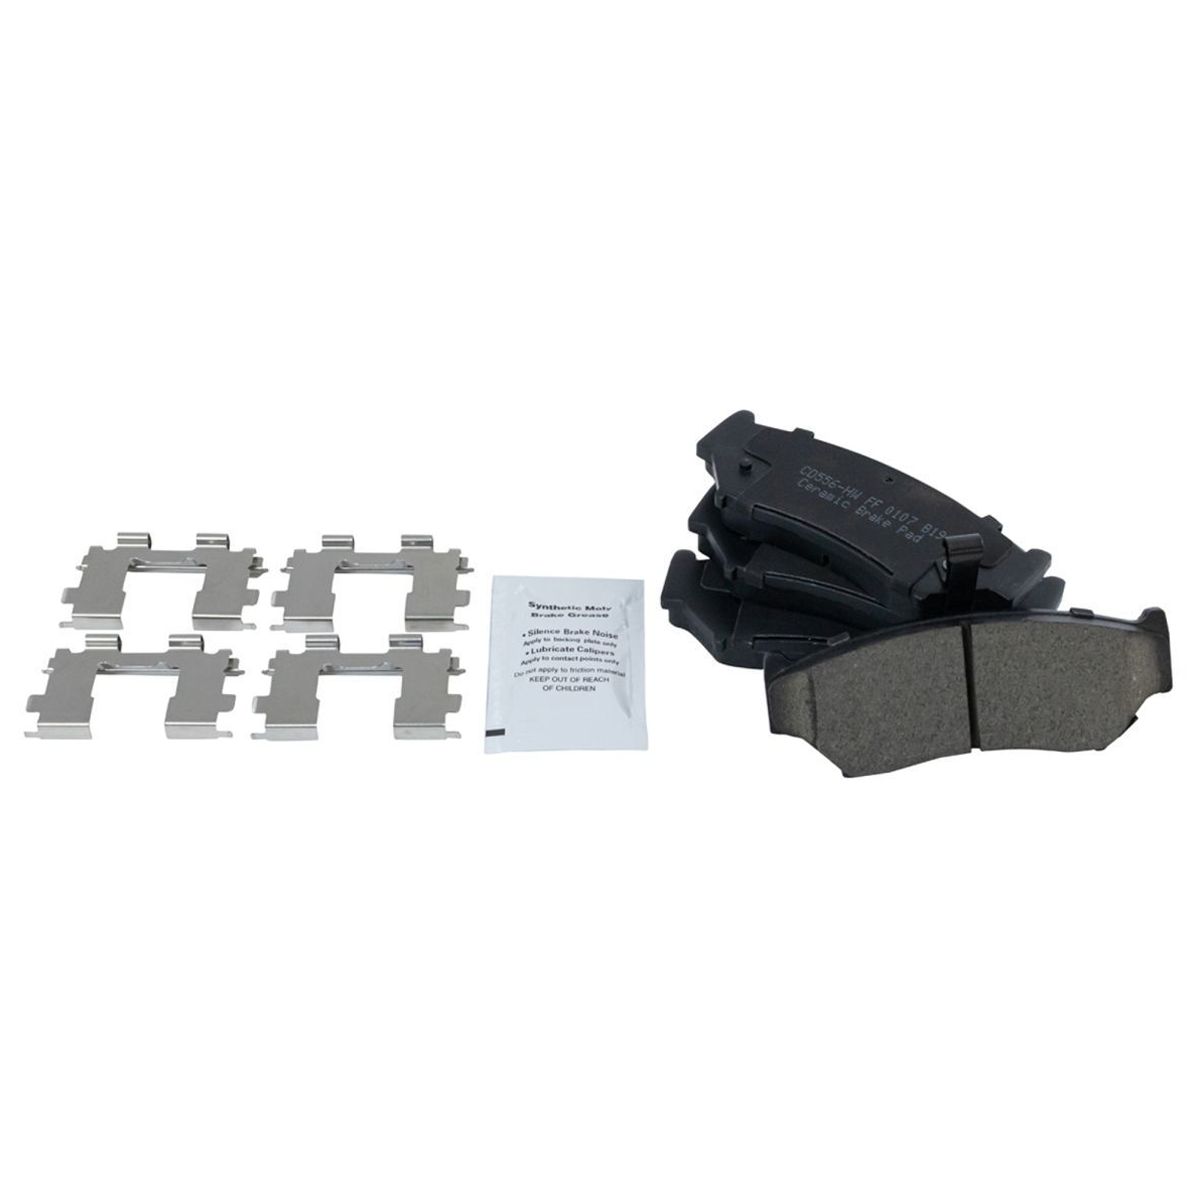 CD556-HW FF 0107 B19
Ceramic Brake Pad
Synthetic Moly
Brake Grease
• Silence Brake Noise
Apply to backing plate only
• Lubricate Calipers
Apply to contact points only
Do not apply to friction material
KEEP OUT OF REACH
OF CHILDREN